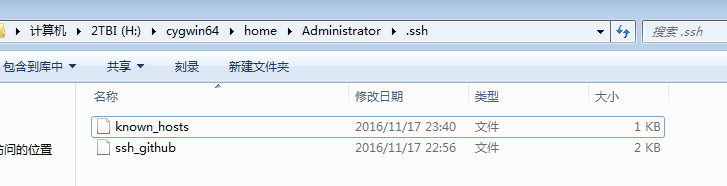 计算机 2TBI (H:) cygwin64 home Administrator .ssh 搜索 .ssh
包含到库中 共享 刻录 新建文件夹
名称 修改日期 类型 大小
known_hosts 2016/11/17 23:40 文件 1 KB
访问的位置 ssh_github 2016/11/17 22:56 文件 2 KB